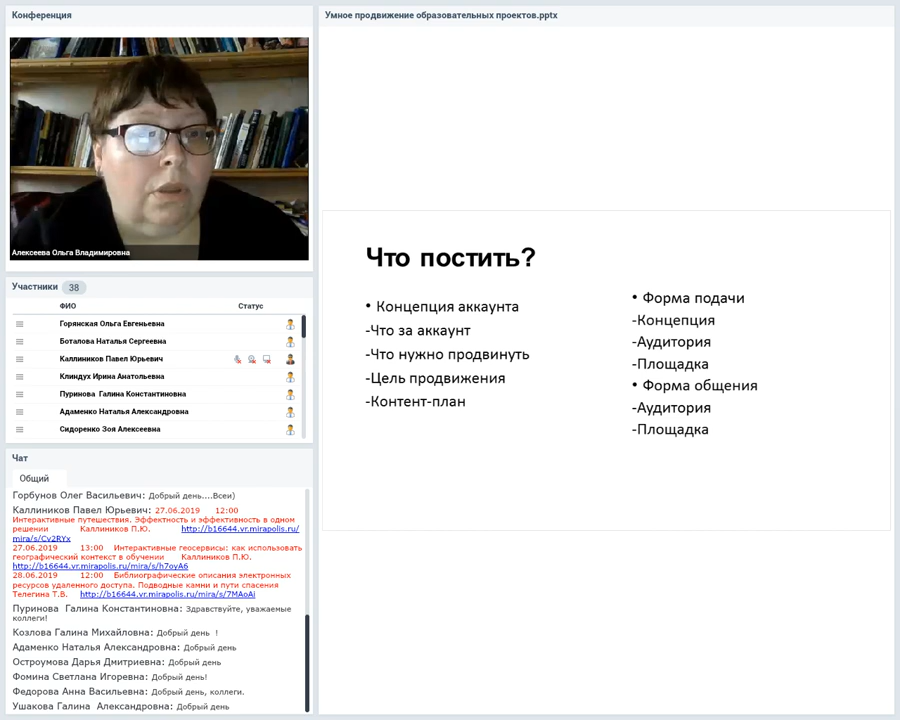 Конференция
Алексеева Ольга Владимировна
Участники 38
ФИО Статус
Горянская Ольга Евгеньевна
Боталова Наталья Сергеевна
Каллиников Павел Юрьевич
Клиндух Ирина Анатольевна
Пуринова Галина Константиновна
Адаменко Наталья Александровна
Сидоренко Зоя Алексеевна
Чат
Общий
Горбунов Олег Васильевич: Добрый день....Всеи)
Каллиников Павел Юрьевич: 27.06.2019 12:00
Интерактивные путешествия. Эффектность и эффективность в одном
решении Каллиников П.Ю. http://b16644.vr.mirapolis.ru/
mira/s/Cv2RYx
27.06.2019 13:00 Интерактивные геосервисы: как использовать
географический контекст в обучении Каллиников П.Ю.
http://b16644.vr.mirapolis.ru/mira/s/h7oyA6
28.06.2019 12:00 Библиографические описания электронных
ресурсов удаленного доступа. Подводные камни и пути спасения
Телегина Т.В. http://b16644.vr.mirapolis.ru/mira/s/7MAoAi
Пуринова Галина Константиновна: Здравствуйте, уважаемые
коллеги!
Козлова Галина Михайловна: Добрый день !
Адаменко Наталья Александровна: Добрый день
Остроумова Дарья Дмитриевна: Добрый день
Фомина Светлана Игоревна: Добрый день!
Федорова Анна Васильевна: Добрый день, коллеги.
Ушакова Галина Александровна: Добрый день
Умное продвижение образовательных проектов.pptx
Что постить?
• Концепция аккаунта
-Что за аккаунт
-Что нужно продвинуть
-Цель продвижения
-Контент-план
• Форма подачи
-Концепция
-Аудитория
-Площадка
• Форма общения
-Аудитория
-Площадка